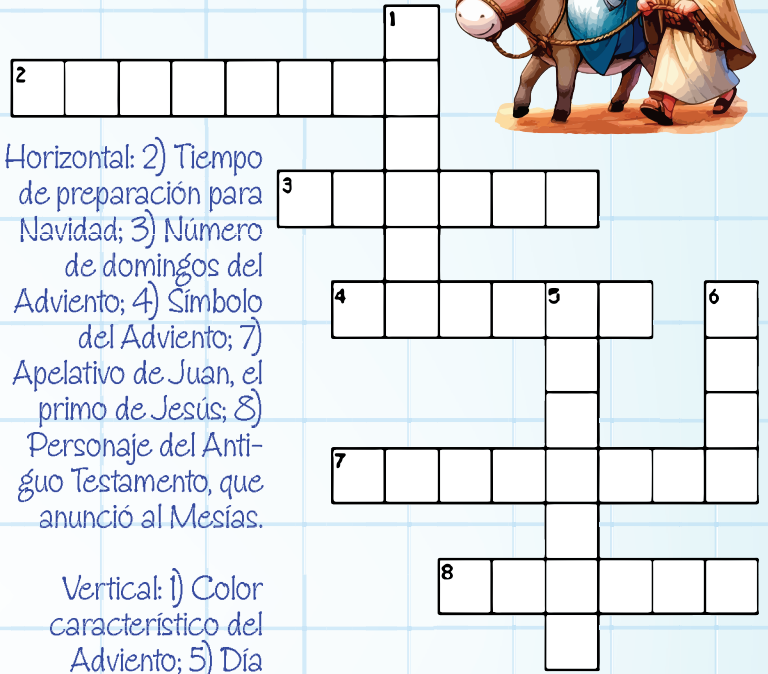 1
2
3
4
5
6
7
8
Horizontal: 2) Tiempo
de preparación para
Navidad; 3) Número
de domingos del
Adviento; 4) Símbolo
del Adviento; 7)
Apelativo de Juan, el
primo de Jesús; 8)
Personaje del Anti-
guo Testamento, que
anunció al Mesías.
Vertical: 1) Color
característico del
Adviento; 5) Día